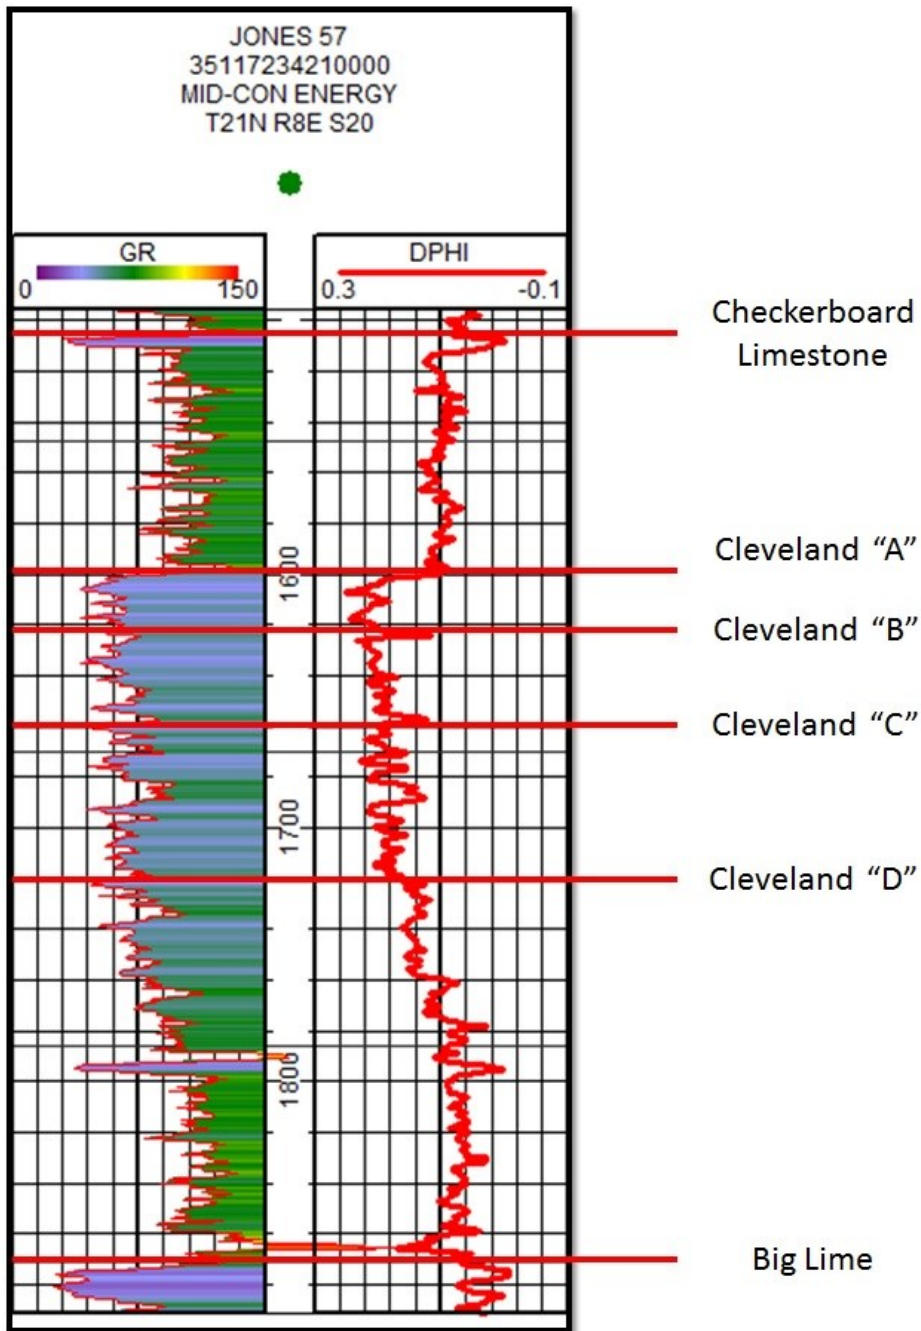 JONES 57
35117234210000
MID-CON ENERGY
T21N R8E S20
GR
0 150
DPHI
0.3 -0.1
Checkerboard
Limestone
Cleveland “A”
1600
Cleveland “B”
Cleveland “C”
1700
Cleveland “D”
1800
Big Lime